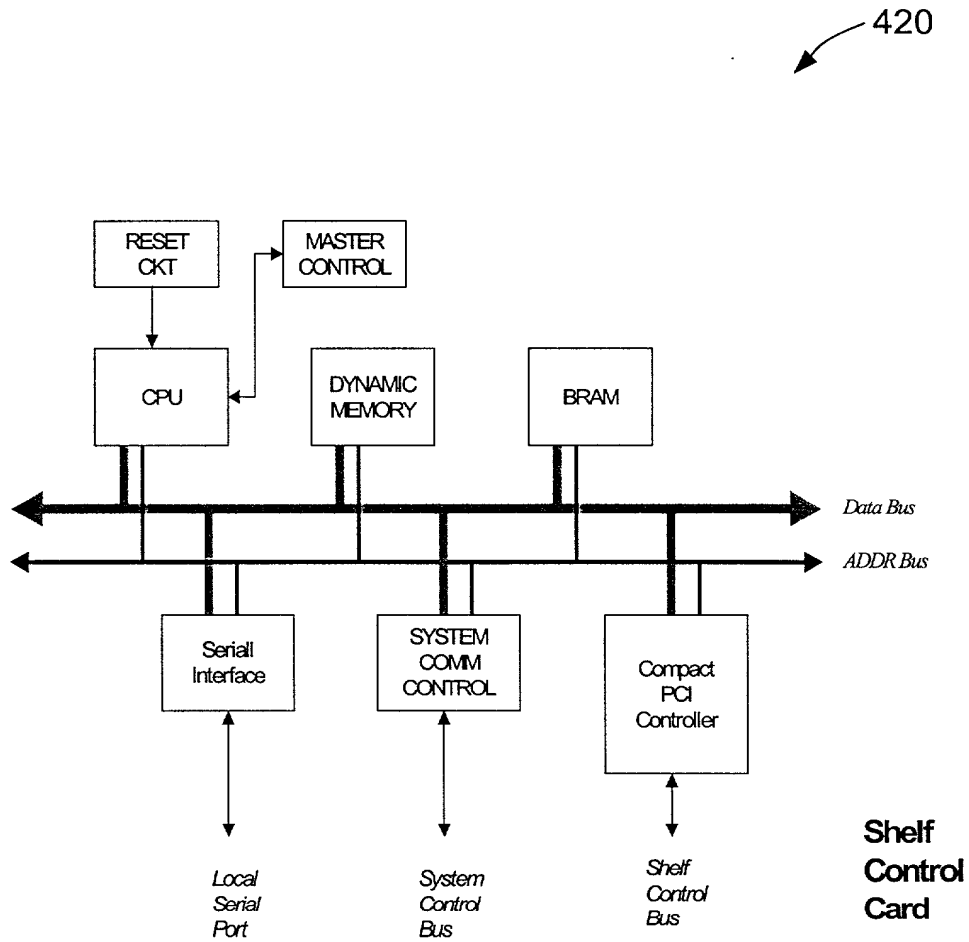 420
RESET
CKT
MASTER
CONTROL
CPU
DYNAMIC
MEMORY
BRAM
Data Bus
ADDR Bus
Seriall
Interface
SYSTEM
COMM
CONTROL
Compact
PCI
Controller
Local
Serial
Port
System
Control
Bus
Shelf
Control
Bus
Shelf
Control
Card